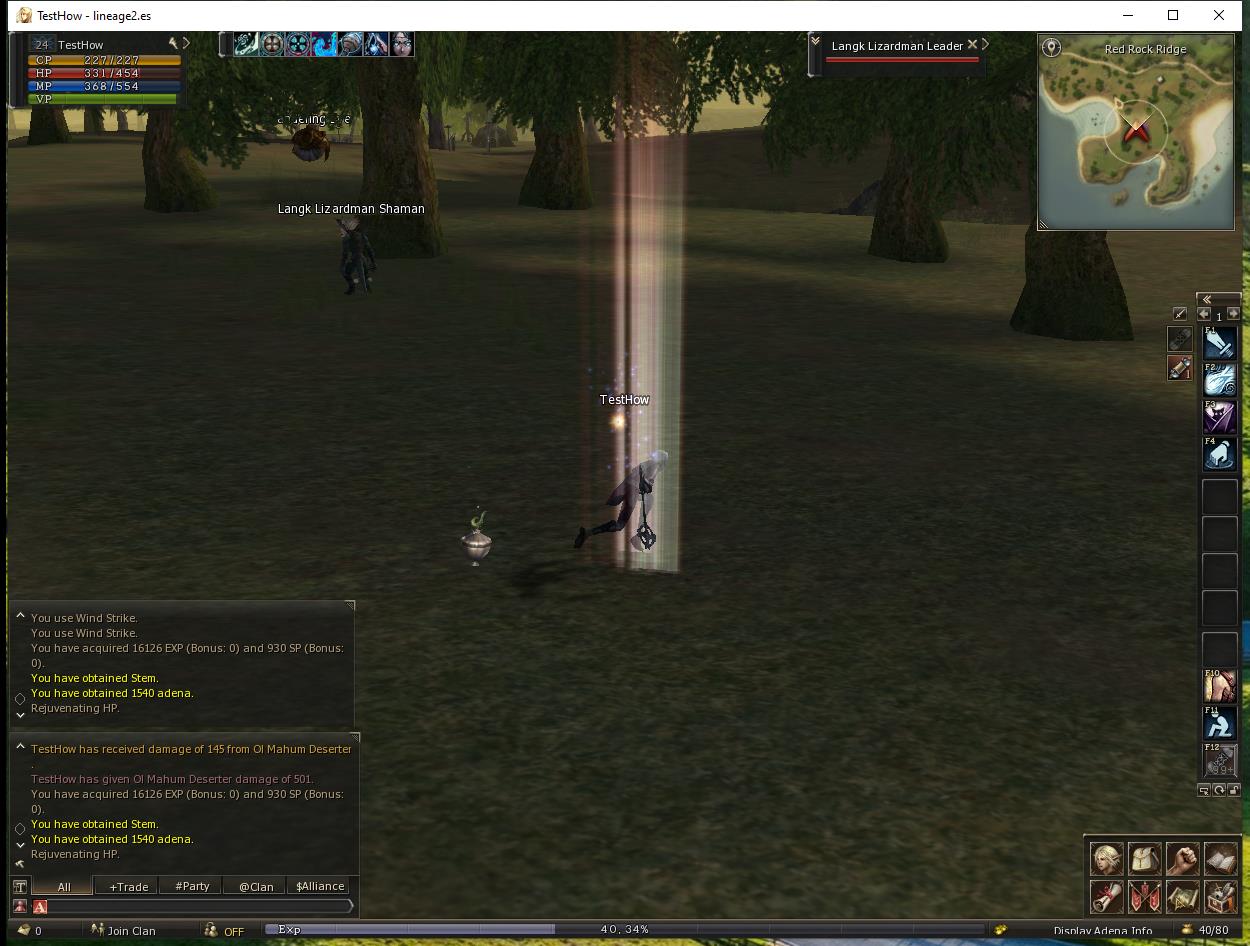 TestHow - lineage2.es
24 TestHow
CP 227/227
HP 331/454
MP 368/554
VP
Langk Lizardman Leader
Red Rock Ridge
Langk Lizardman Shaman
TestHow
1
F1
F2
F3
F4
F10
F11
F12
99+
You use Wind Strike.
You use Wind Strike.
You have acquired 16126 EXP (Bonus: 0) and 930 SP (Bonus:
0).
You have obtained Stem.
You have obtained 1540 adena.
Rejuvenating HP.
TestHow has received damage of 145 from Ol Mahum Deserter
.
TestHow has given Ol Mahum Deserter damage of 501.
You have acquired 16126 EXP (Bonus: 0) and 930 SP (Bonus:
0).
You have obtained Stem.
You have obtained 1540 adena.
Rejuvenating HP.
All +Trade #Party @Clan $Alliance
A
0 Join Clan OFF Exp 40, 34% Display Adena Info 40/80